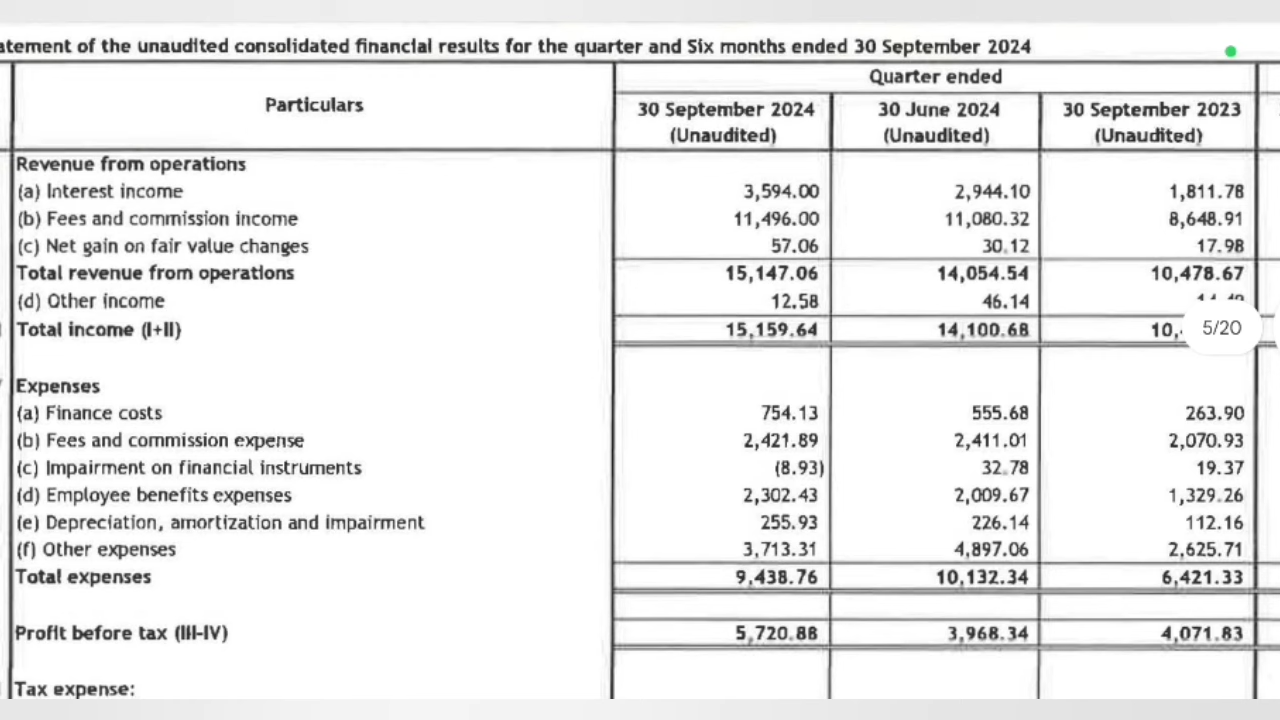 atement of the unaudited consolidated financial results for the quarter and Six months ended 30 September 2024
Particulars Quarter ended
30 September 2024 30 June 2024 30 September 2023
(Unaudited) (Unaudited) (Unaudited)
Revenue from operations
(a) Interest income 3,594.00 2,944.10 1,811.78
(b) Fees and commission income 11,496.00 11,080.32 8,648.91
(c) Net gain on fair value changes 57.06 30.12 17.98
Total revenue from operations 15,147.06 14,054.54 10,478.67
(d) Other income 12.58 46.14
Total income (I+II) 15,159.64 14,100.68 10, 5/20
Expenses
(a) Finance costs 754.13 555.68 263.90
(b) Fees and commission expense 2,421.89 2,411.01 2,070.93
(c) Impairment on financial instruments (8.93) 32.78 19.37
(d) Employee benefits expenses 2,302.43 2,009.67 1,329.26
(e) Depreciation, amortization and impairment 255.93 226.14 112.16
(f) Other expenses 3,713.31 4,897.06 2,625.71
Total expenses 9,438.76 10,132.34 6,421.33
Profit before tax (III-IV) 5,720.88 3,968.34 4,071.83
Tax expense: